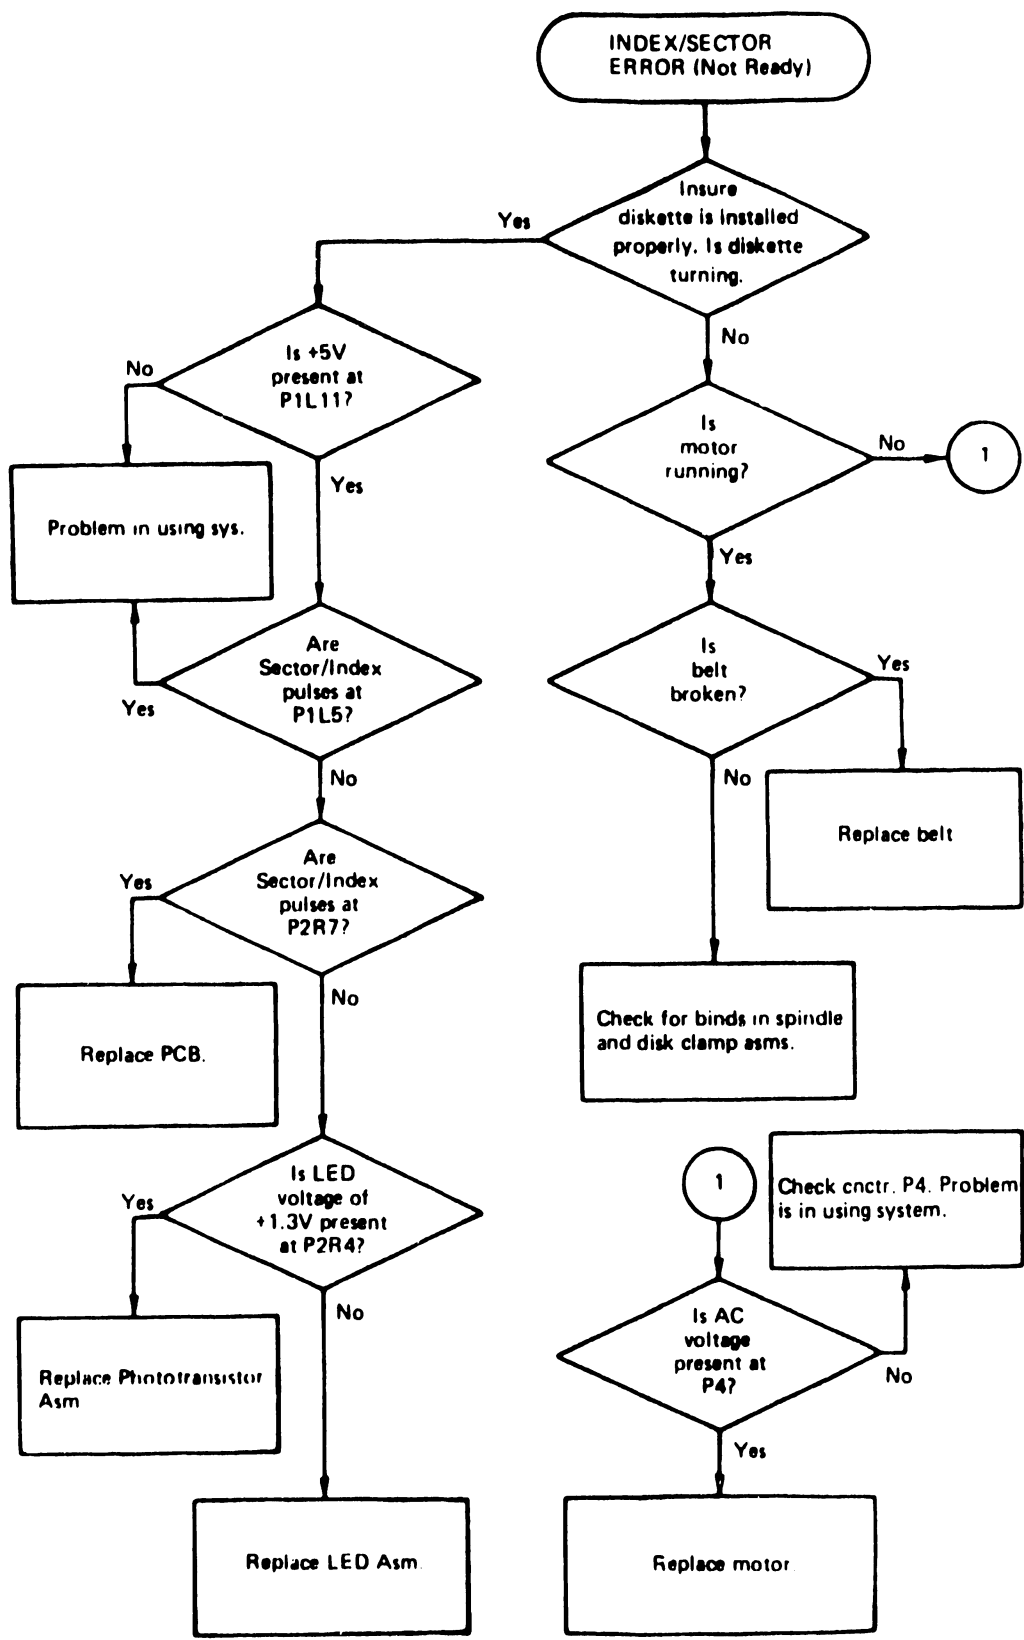 INDEX/SECTOR
ERROR (Not Ready)
Insure
diskette is installed
properly. Is diskette
turning.
Yes
No
Is +5V
present at
P1L11?
No
Yes
Is
motor
running?
No
1
Yes
Problem in using sys.
Are
Sector/Index
pulses at
P1L5?
Yes
No
Is
belt
broken?
Yes
No
Replace belt
Are
Sector/Index
pulses at
P2R7?
Yes
No
Replace PCB.
Check for binds in spindle
and disk clamp asms.
Is LED
voltage of
+1.3V present
at P2R4?
Yes
No
Replace Phototransistor
Asm
Replace LED Asm.
1
Check cnctr. P4. Problem
is in using system.
Is AC
voltage
present at
P4?
No
Yes
Replace motor